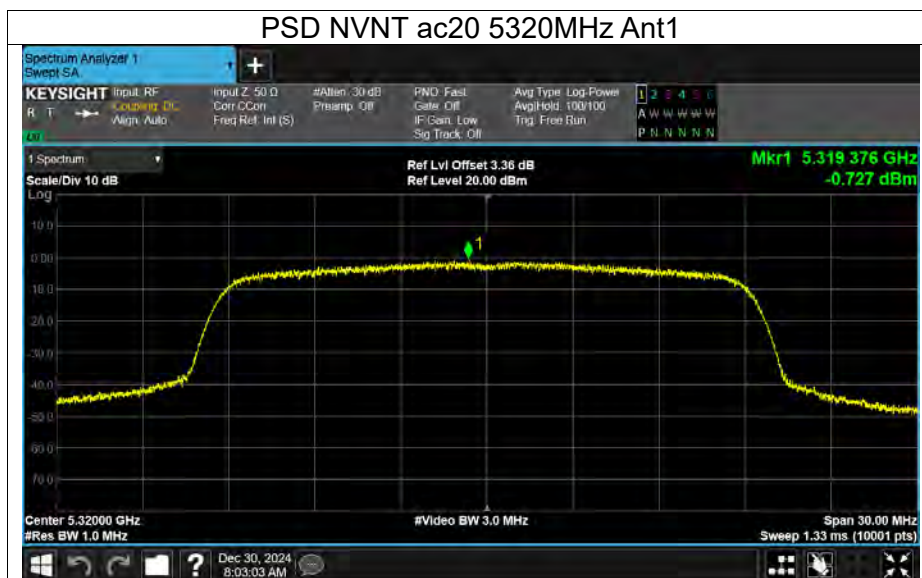 PSD NVNT ac20 5320MHz Ant1
Spectrum Analyzer 1
Swept SA
+
KEYSIGHT Input: RF Input Z: 50 Ω #Atten: 30 dB PNO: Fast Avg Type: Log-Power 1 2 3 4 5 6
R T Coupling: DC Corr CCorr Preamp: Off Gate: Off Avg|Hold: 100/100 A W W W W W
Align: Auto Freq Ref: Int (S) IF Gain: Low Trig: Free Run P N N N N N
Sig Track: Off
1 Spectrum Ref Lvl Offset 3.36 dB Mkr1 5.319 376 GHz
Scale/Div 10 dB Ref Level 20.00 dBm -0.727 dBm
Log
10.0
1
0.00
-10.0
-20.0
-30.0
-40.0
-50.0
-60.0
-70.0
Center 5.32000 GHz #Video BW 3.0 MHz Span 30.00 MHz
#Res BW 1.0 MHz Sweep 1.33 ms (10001 pts)
? Dec 30, 2024
8:03:03 AM